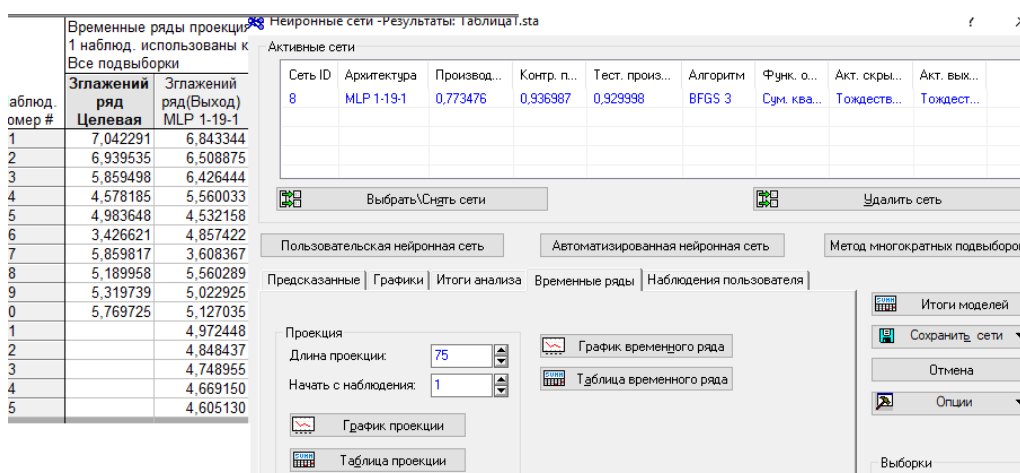 Временные ряды проекция
1 наблюд. использованы к
Все подвыборки
аблюд.
омер #
Зглажений
ряд
Целевая
Зглажений
ряд(Выход)
MLP 1-19-1
1 7,042291 6,843344
2 6,939535 6,508875
3 5,859498 6,426444
4 4,578185 5,560033
5 4,983648 4,532158
6 3,426621 4,857422
7 5,859817 3,608367
8 5,189958 5,560289
9 5,319739 5,022925
0 5,769725 5,127035
1 4,972448
2 4,848437
3 4,748955
4 4,669150
5 4,605130
Нейронные сети -Результаты: Таблица1.sta ?
Активные сети
Сеть ID Архитектура Производ... Контр. п... Тест. произ... Алгоритм Функ. о... Акт. скры... Акт. вых...
8 MLP 1-19-1 0,773476 0,936987 0,929998 BFGS 3 Сум. ква... Тождеств... Тождест...
Выбрать\Снять сети
Удалить сеть
Пользовательская нейронная сеть
Автоматизированная нейронная сеть
Метод многократных подвыборо
Предсказанные Графики Итоги анализа Временные ряды Наблюдения пользователя
Проекция
Длина проекции: 75
Начать с наблюдения: 1
График проекции
Таблица проекции
График временного ряда
Таблица временного ряда
SUMM Итоги моделей
Сохранить сети
Отмена
Опции
Выборки